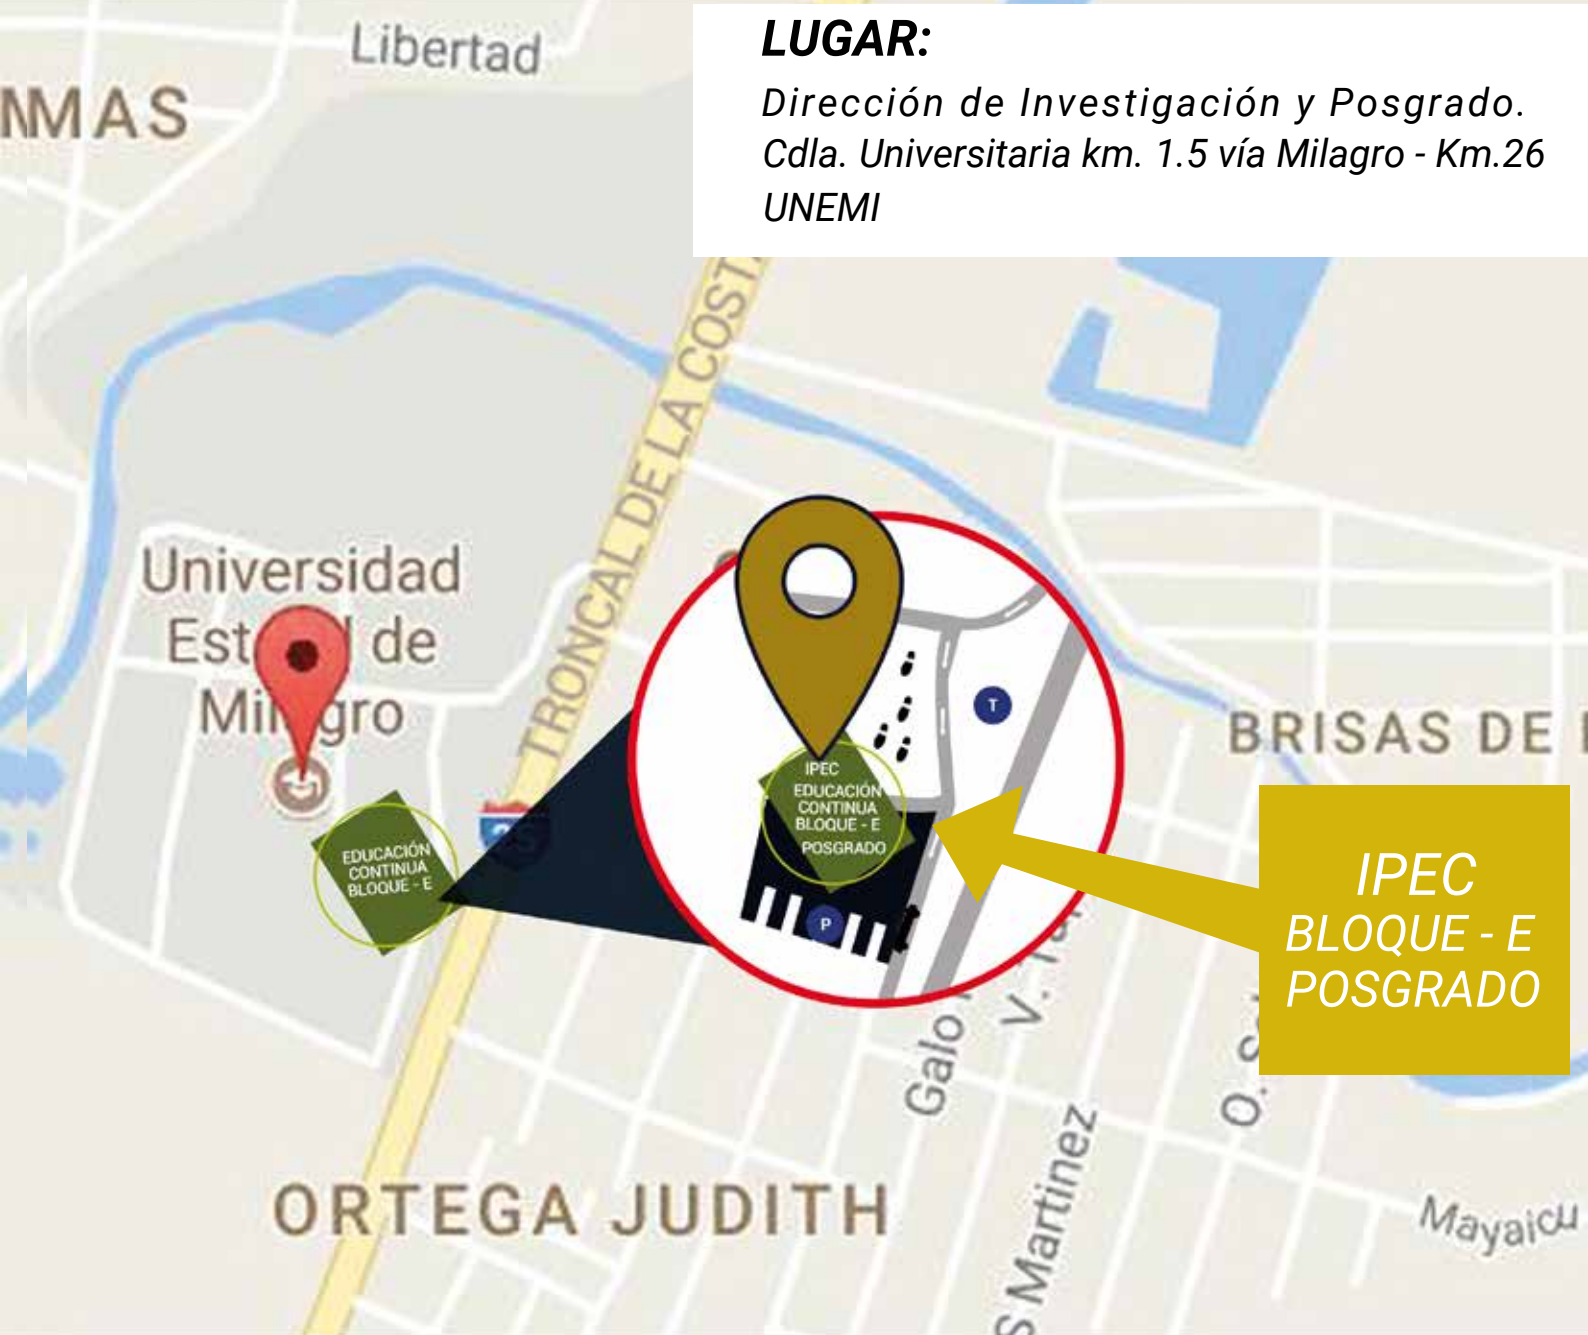 Libertad
MAS
LUGAR:
Dirección de Investigación y Posgrado.
Cdla. Universitaria km. 1.5 vía Milagro - Km.26
UNEMI
TRONCAL DE LA COST
Universidad
Est l de
Mi gro
EDUCACIÓN
CONTINUA
BLOQUE - E
T
IPEC
EDUCACIÓN
CONTINUA
BLOQUE - E
POSGRADO
P
BRISAS DE
IPEC
BLOQUE - E
POSGRADO
Galo
V.
O.
ORTEGA JUDITH
Martinez
Mayaicu